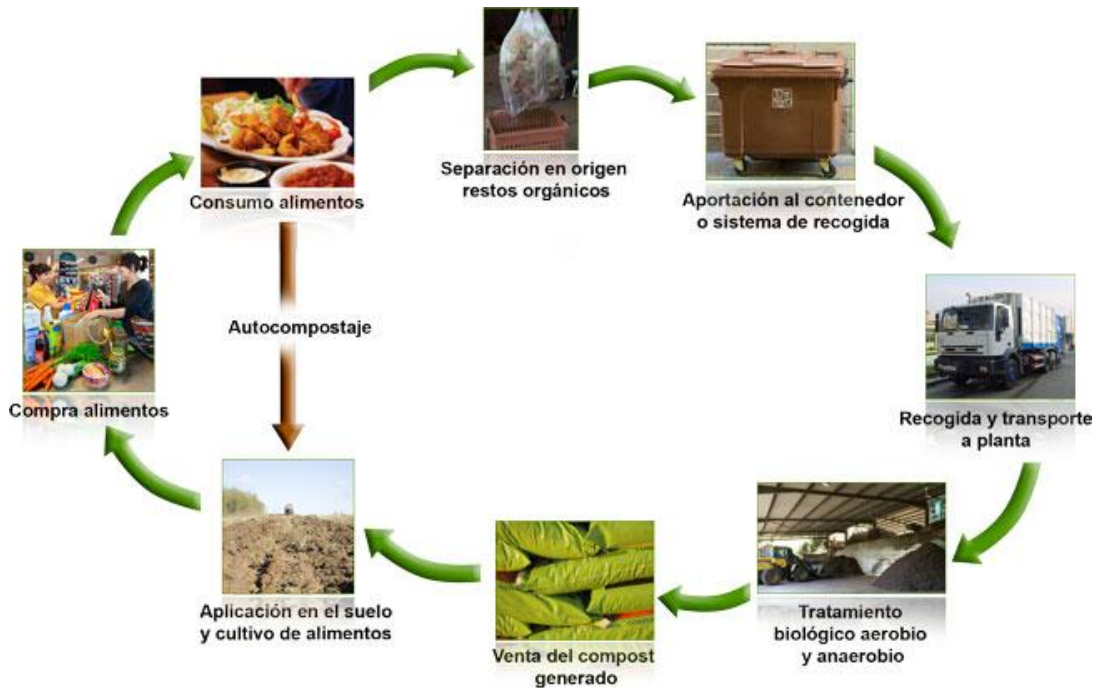 Consumo alimentos
Separación en origen
restos orgánicos
Aportación al contenedor
o sistema de recogida
Recogida y transporte
a planta
Tratamiento
biológico aerobio
y anaerobio
Venta del compost
generado
Aplicación en el suelo
y cultivo de alimentos
Compra alimentos
Autocompostaje